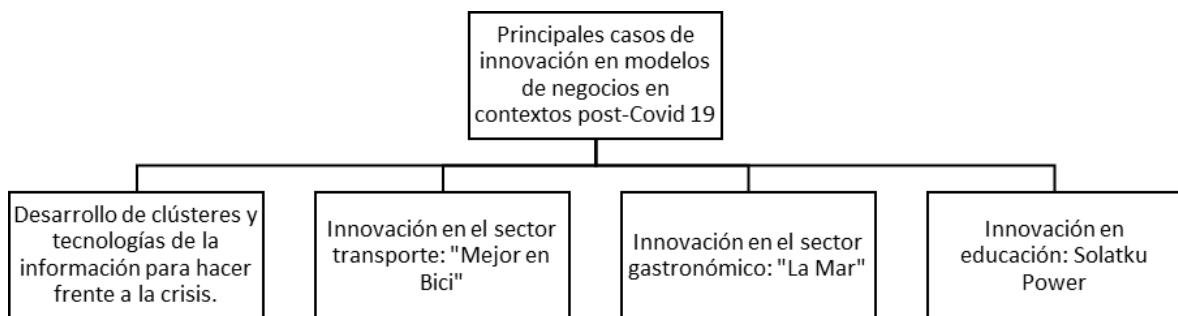 Principales casos de
innovación en modelos
de negocios en
contextos post-Covid 19
Desarrollo de clústeres y
tecnologías de la
información para hacer
frente a la crisis.
Innovación en el sector
transporte: "Mejor en
Bici"
Innovación en el sector
gastronómico: "La Mar"
Innovación en
educación: Solatku
Power